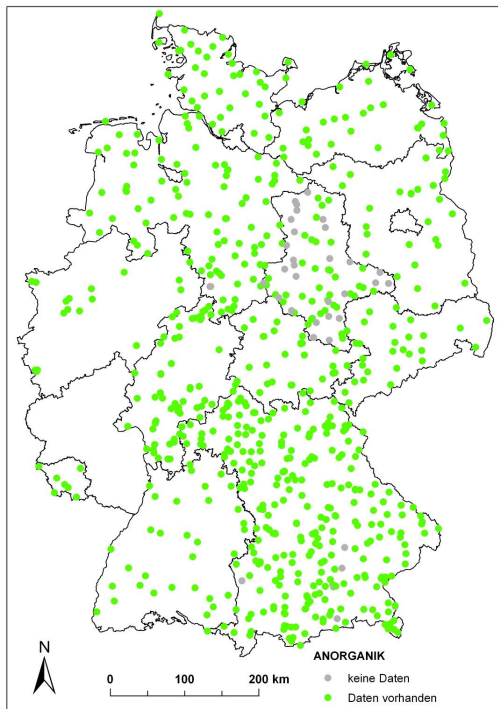 N
0 100 200 km
ANORGANIK
keine Daten
Daten vorhanden